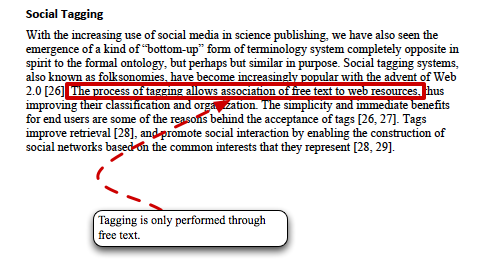 Social Tagging
With the increasing use of social media in science publishing, we have also seen the
emergence of a kind of “bottom-up” form of terminology system completely opposite in
spirit to the formal ontology, but perhaps but similar in purpose. Social tagging systems,
also known as folksonomies, have become increasingly popular with the advent of Web
2.0 [26]. The process of tagging allows association of free text to web resources, thus
improving their classification and organization. The simplicity and immediate benefits
for end users are some of the reasons behind the acceptance of tags [26, 27]. Tags
improve retrieval [28], and promote social interaction by enabling the construction of
social networks based on the common interests that they represent [28, 29].
Tagging is only performed through
free text.